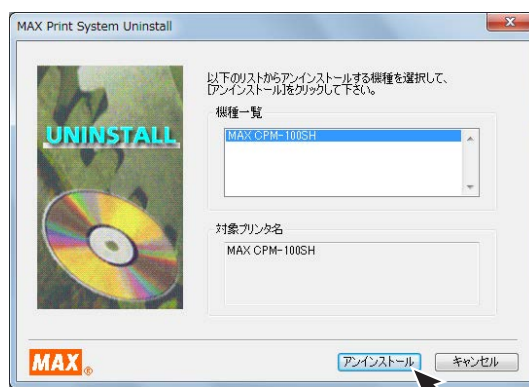 MAX Print System Uninstall
以下のリストからアンインストールする機種を選択して、
[アンインストール]をクリックして下さい。
UNINSTALL
機種一覧
MAX CPM-100SH
対象プリンタ名
MAX CPM-100SH
MAX®
アンインストール
キャンセル